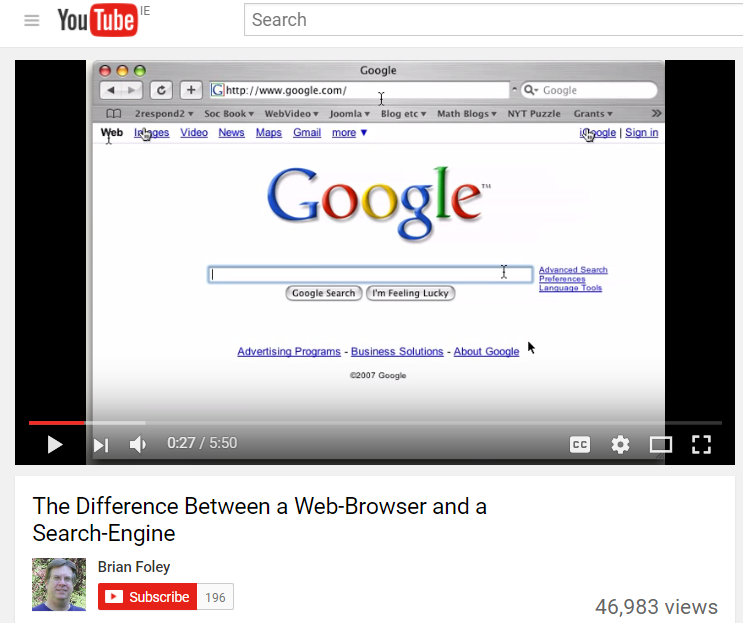 YouTube IE
Search
Google
http://www.google.com/
Google
2respond2 Soc Book WebVideo Joomla Blog etc Math Blogs NYT Puzzle Grants »
Web Images Video News Maps Gmail more ▼
iGoogle | Sign in
Google™
Advanced Search
Preferences
Language Tools
Google Search I'm Feeling Lucky
Advertising Programs - Business Solutions - About Google
©2007 Google
0:27 / 5:50
CC
The Difference Between a Web-Browser and a
Search-Engine
Brian Foley
Subscribe 196
46,983 views